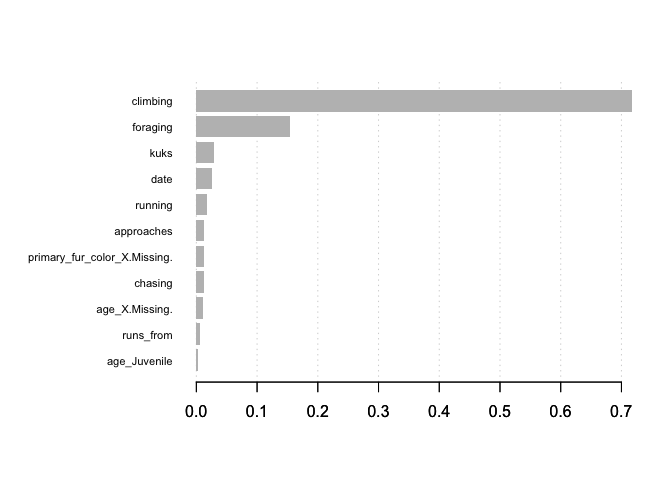 climbing
foraging
kuks
date
running
approaches
primary_fur_color_X.Missing.
chasing
age_X.Missing.
runs_from
age_Juvenile
0.0 0.1 0.2 0.3 0.4 0.5 0.6 0.7